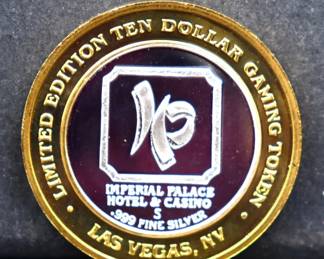 LIMITED EDITION TEN DOLLAR GAMING TOKEN
IP
IMPERIAL PALACE
HOTEL & CASINO
S
.999 FINE SILVER
LAS VEGAS, NV